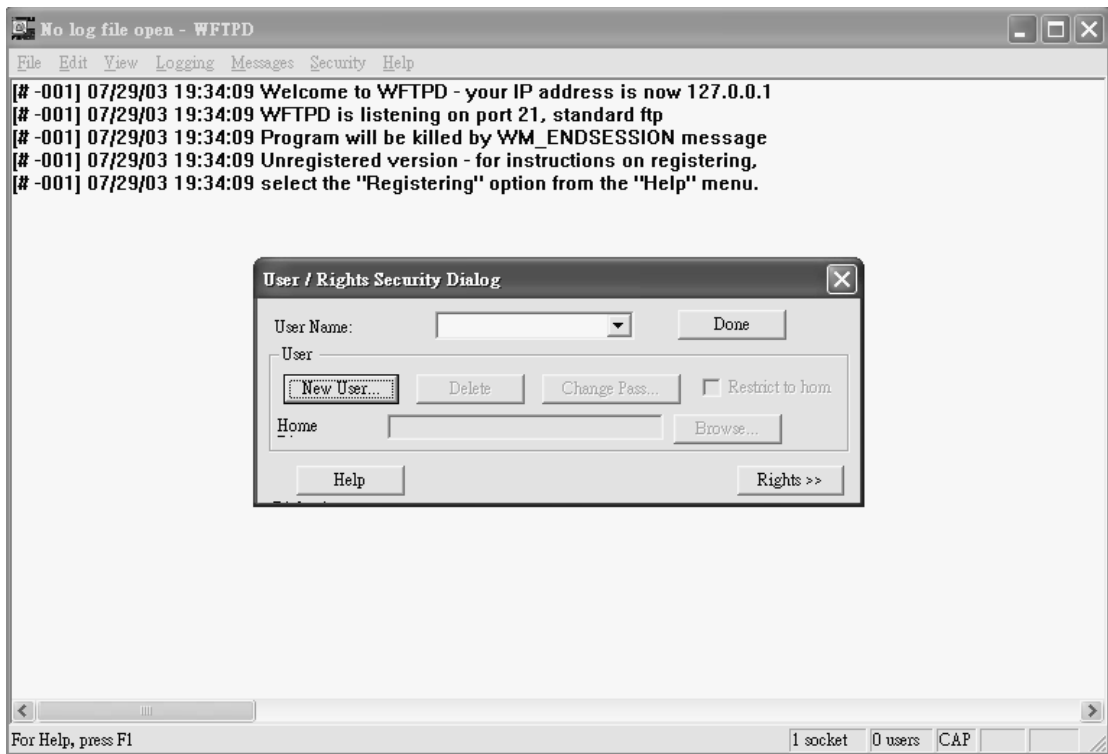 No log file open - WFTPD
File Edit View Logging Messages Security Help
[# -001] 07/29/03 19:34:09 Welcome to WFTPD - your IP address is now 127.0.0.1
[# -001] 07/29/03 19:34:09 WFTPD is listening on port 21, standard ftp
[# -001] 07/29/03 19:34:09 Program will be killed by WM_ENDSESSION message
[# -001] 07/29/03 19:34:09 Unregistered version - for instructions on registering,
[# -001] 07/29/03 19:34:09 select the "Registering" option from the "Help" menu.
User / Rights Security Dialog
User Name:
Done
User
New User...
Delete
Change Pass...
Restrict to hom
Home
Browse...
Help
Rights >>
For Help, press F1
1 socket
0 users
CAP